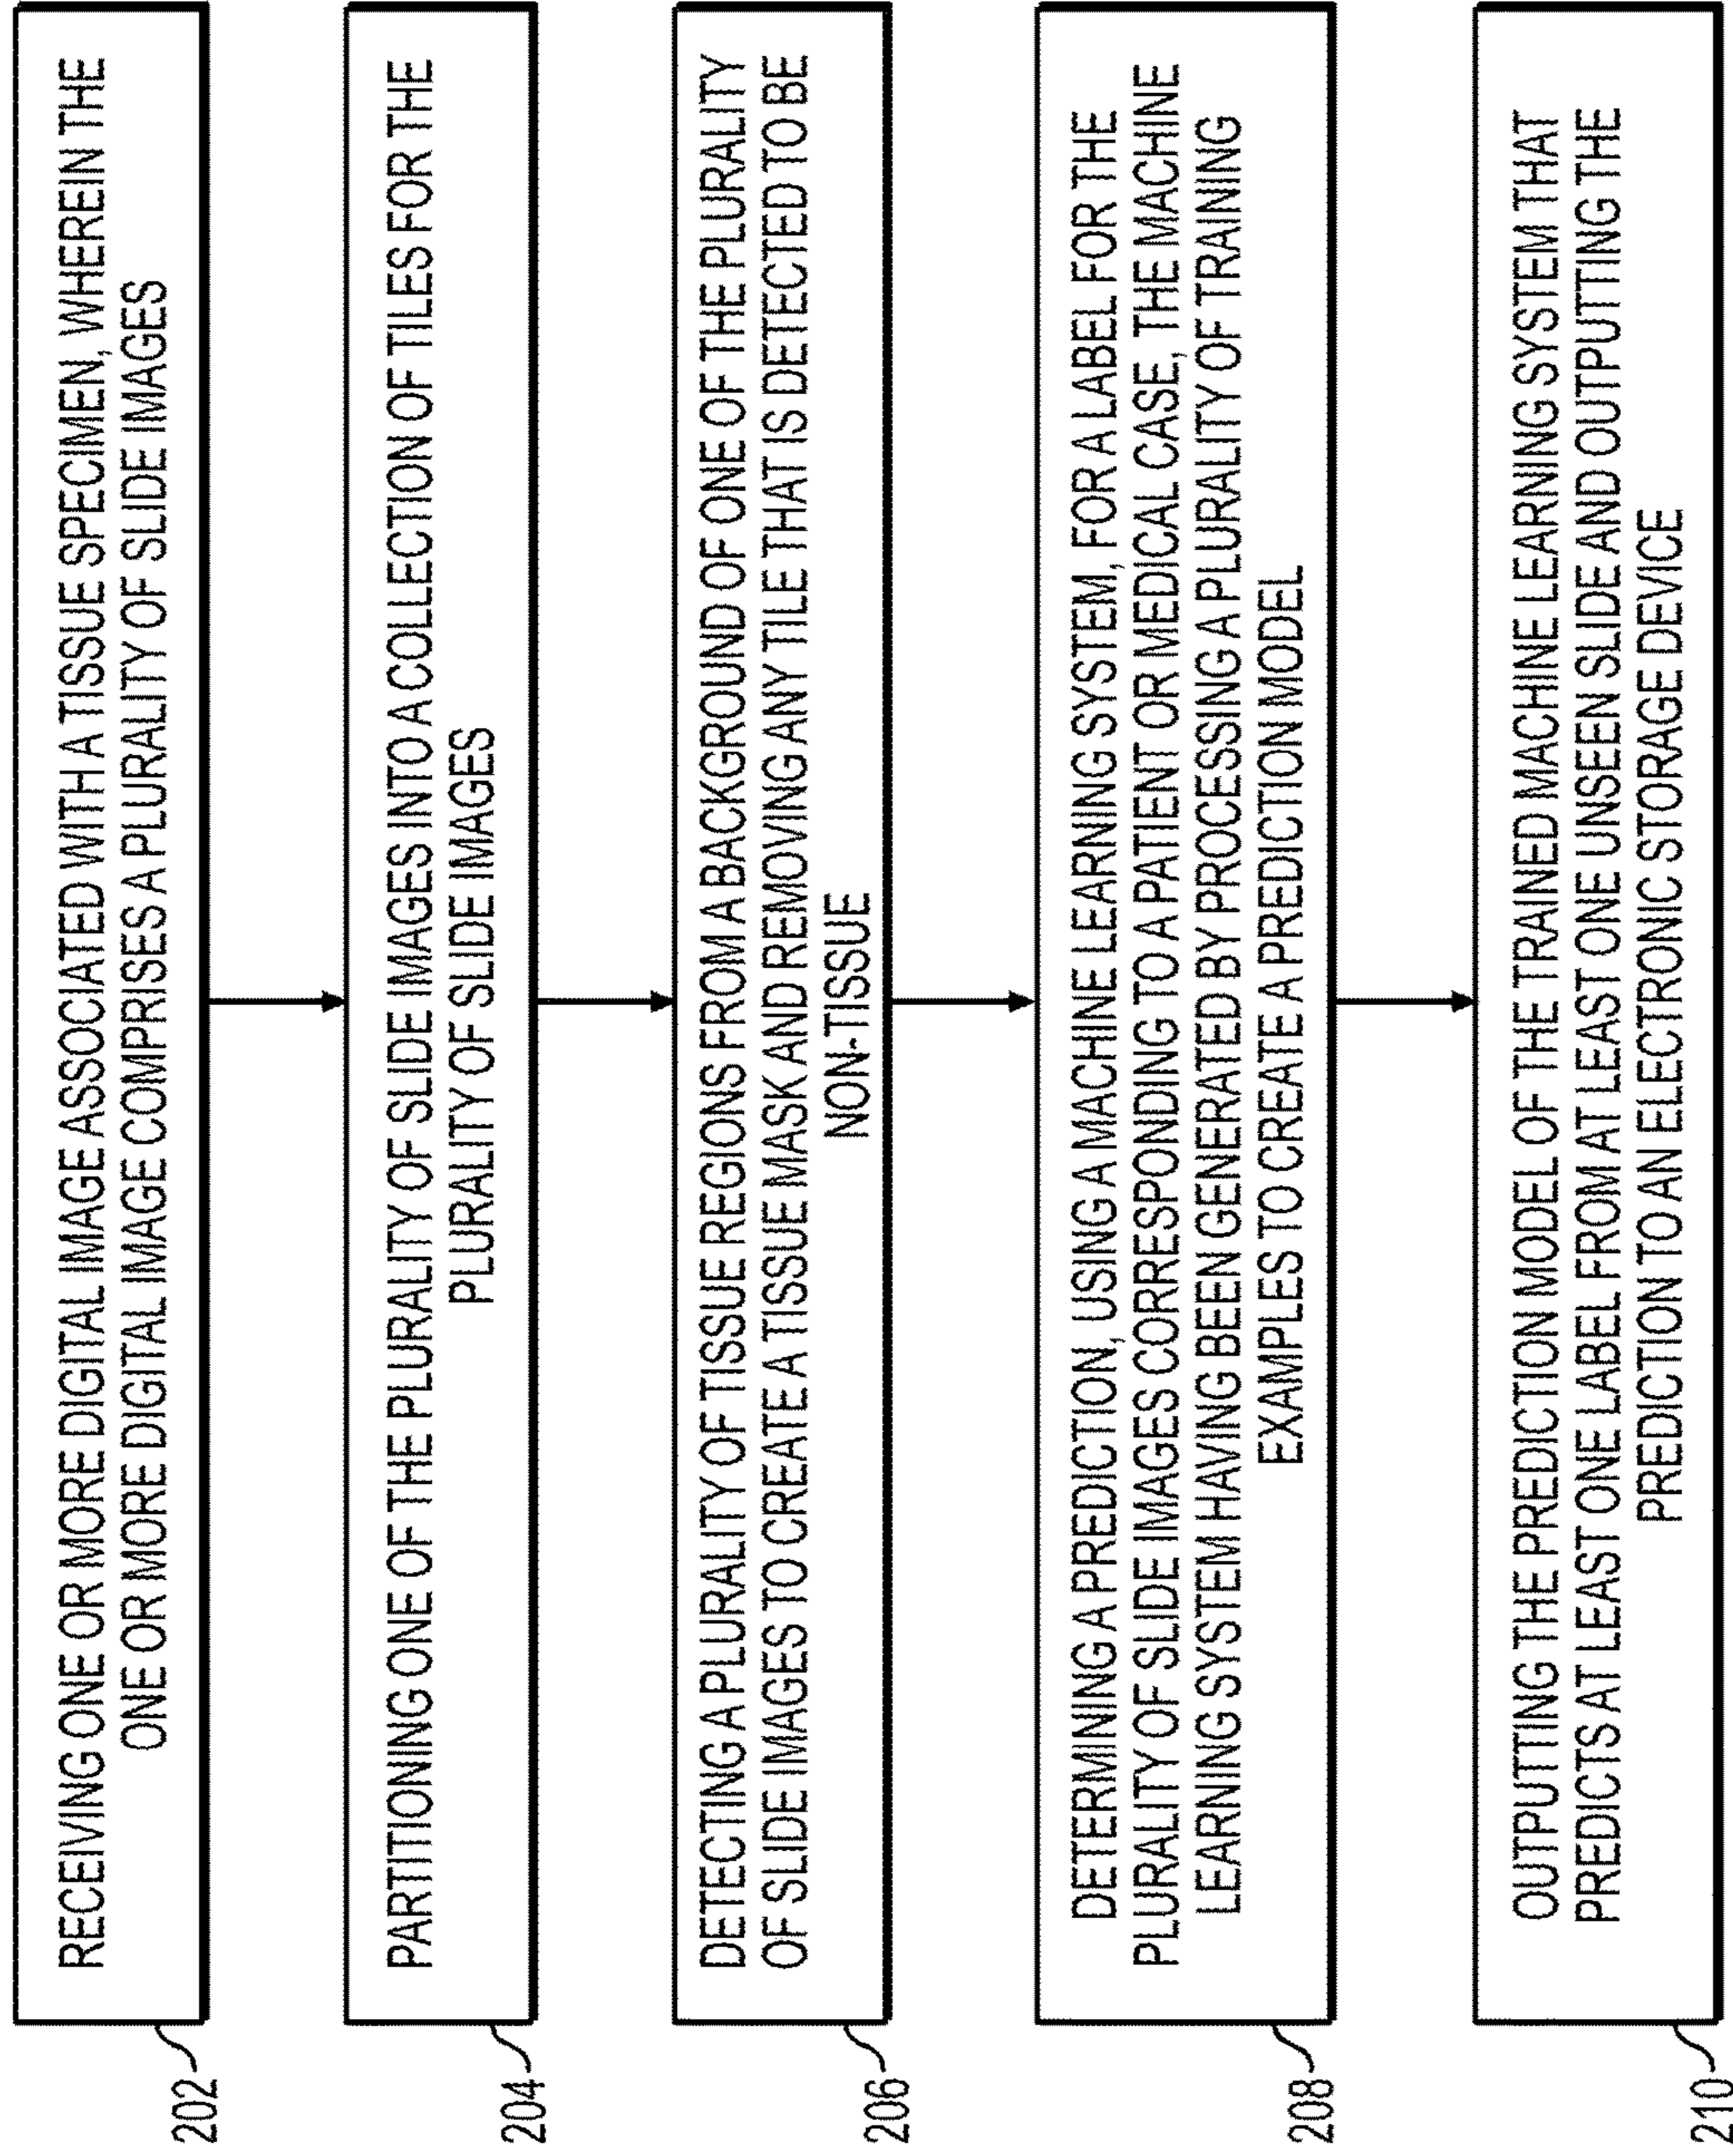 RECEIVING ONE OR MORE DIGITAL IMAGE ASSOCIATED WITH A TISSUE SPECIMEN, WHEREIN THE
ONE OR MORE DIGITAL IMAGE COMPRISES A PLURALITY OF SLIDE IMAGES
202
PARTITIONING ONE OF THE PLURALITY OF SLIDE IMAGES INTO A COLLECTION OF TILES FOR THE
PLURALITY OF SLIDE IMAGES
204
DETECTING A PLURALITY OF TISSUE REGIONS FROM A BACKGROUND OF ONE OF THE PLURALITY
OF SLIDE IMAGES TO CREATE A TISSUE MASK AND REMOVING ANY TILE THAT IS DETECTED TO BE
NON-TISSUE
206
DETERMINING A PREDICTION, USING A MACHINE LEARNING SYSTEM, FOR A LABEL FOR THE
PLURALITY OF SLIDE IMAGES CORRESPONDING TO A PATIENT OR MEDICAL CASE, THE MACHINE
LEARNING SYSTEM HAVING BEEN GENERATED BY PROCESSING A PLURALITY OF TRAINING
EXAMPLES TO CREATE A PREDICTION MODEL
208
OUTPUTTING THE PREDICTION MODEL OF THE TRAINED MACHINE LEARNING SYSTEM THAT
PREDICTS AT LEAST ONE LABEL FROM AT LEAST ONE UNSEEN SLIDE AND OUTPUTTING THE
PREDICTION TO AN ELECTRONIC STORAGE DEVICE
210